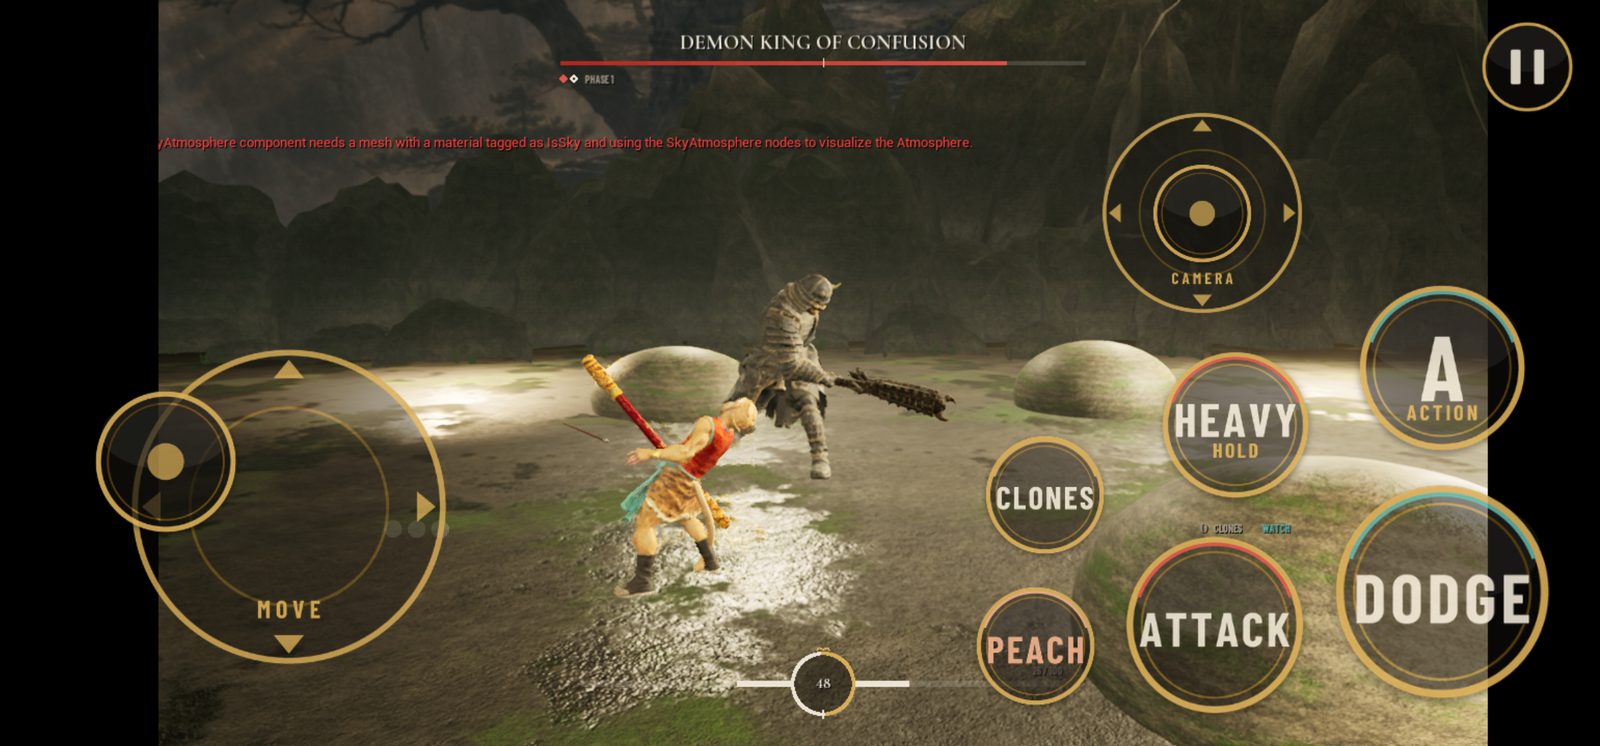 DEMON KING OF CONFUSION
PHASE 1
yAtmosphere component needs a mesh with a material tagged as IsSky and using the SkyAtmosphere nodes to visualize the Atmosphere.
CAMERA
A
ACTION
HEAVY
HOLD
CLONES
CLONES WATCH
MOVE
DODGE
ATTACK
PEACH
48